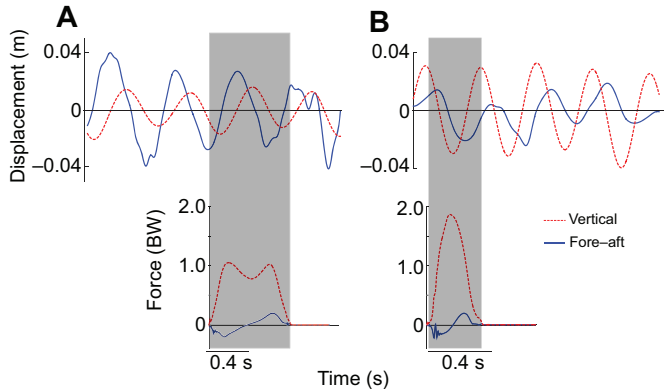 A
B
Displacement (m)
0.04
0
–0.04
0.04
0
–0.04
Force (BW)
2.0
1.0
0
2.0
1.0
0
Vertical
Fore–aft
0.4 s
0.4 s
Time (s)